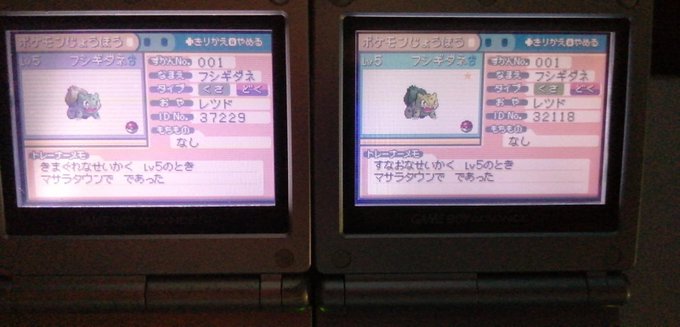 ポケモンじょうほう きりかえ やめる
Lv5 フシギダネ♂
ずかんNo. 001
なまえ フシギダネ
タイプ くさ どく
おや レッド
IDNo. 37229
もちもの
なし
トレーナーメモ
きまぐれなせいかく Lv5のとき
マサラタウンで であった
ポケモンじょうほう きりかえ やめる
Lv5 フシギダネ♂
ずかんNo. 001
なまえ フシギダネ
タイプ くさ どく
おや レッド
IDNo. 32118
もちもの
なし
トレーナーメモ
すなおなせいかく Lv5のとき
マサラタウンで であった
GAME BOY ADVANCE